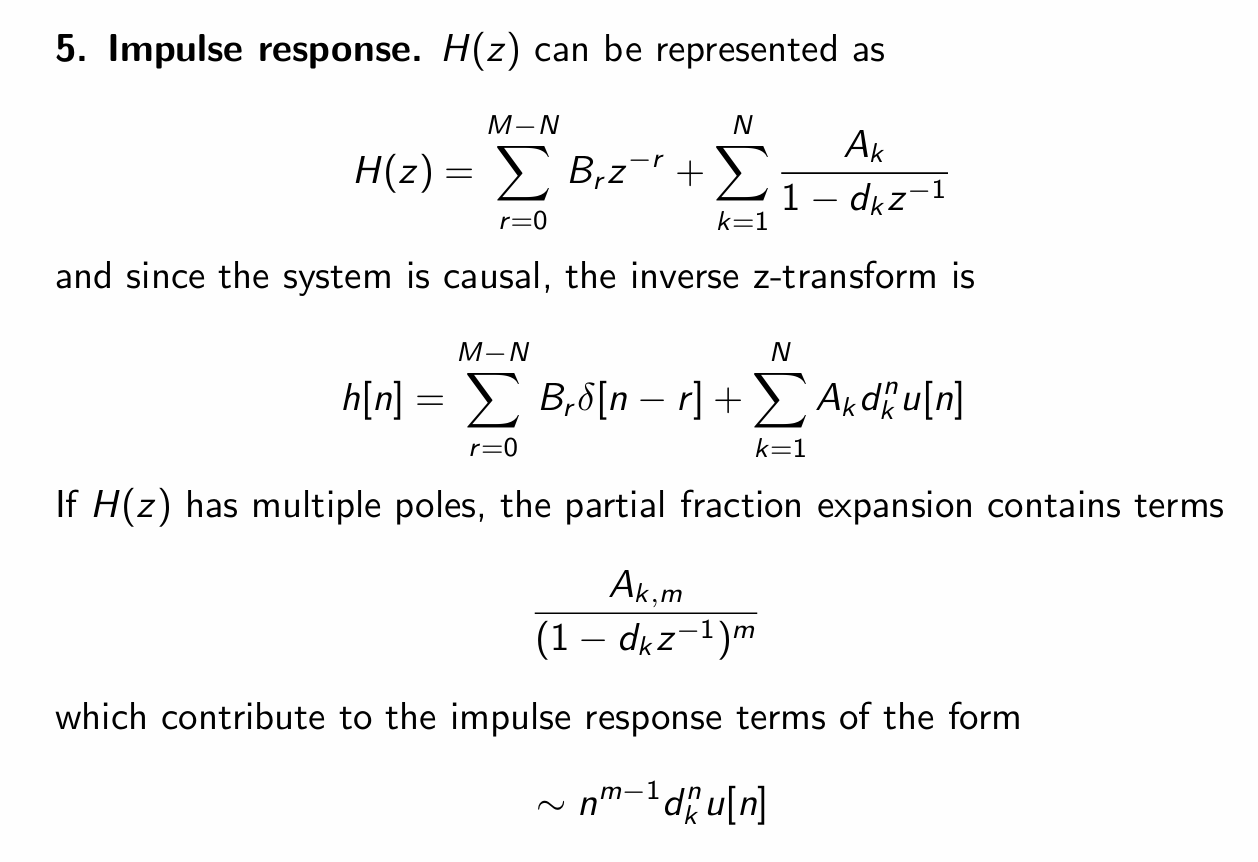 5. Impulse response. H(z) can be represented as
H(z) = \sum_{r=0}^{M-N} B_r z^{-r} + \sum_{k=1}^{N} \frac{A_k}{1 - d_k z^{-1}}
and since the system is causal, the inverse z-transform is
h[n] = \sum_{r=0}^{M-N} B_r \delta[n - r] + \sum_{k=1}^{N} A_k d_k^n u[n]
If H(z) has multiple poles, the partial fraction expansion contains terms
\frac{A_{k,m}}{(1 - d_k z^{-1})^m}
which contribute to the impulse response terms of the form
\sim n^{m-1} d_k^n u[n]